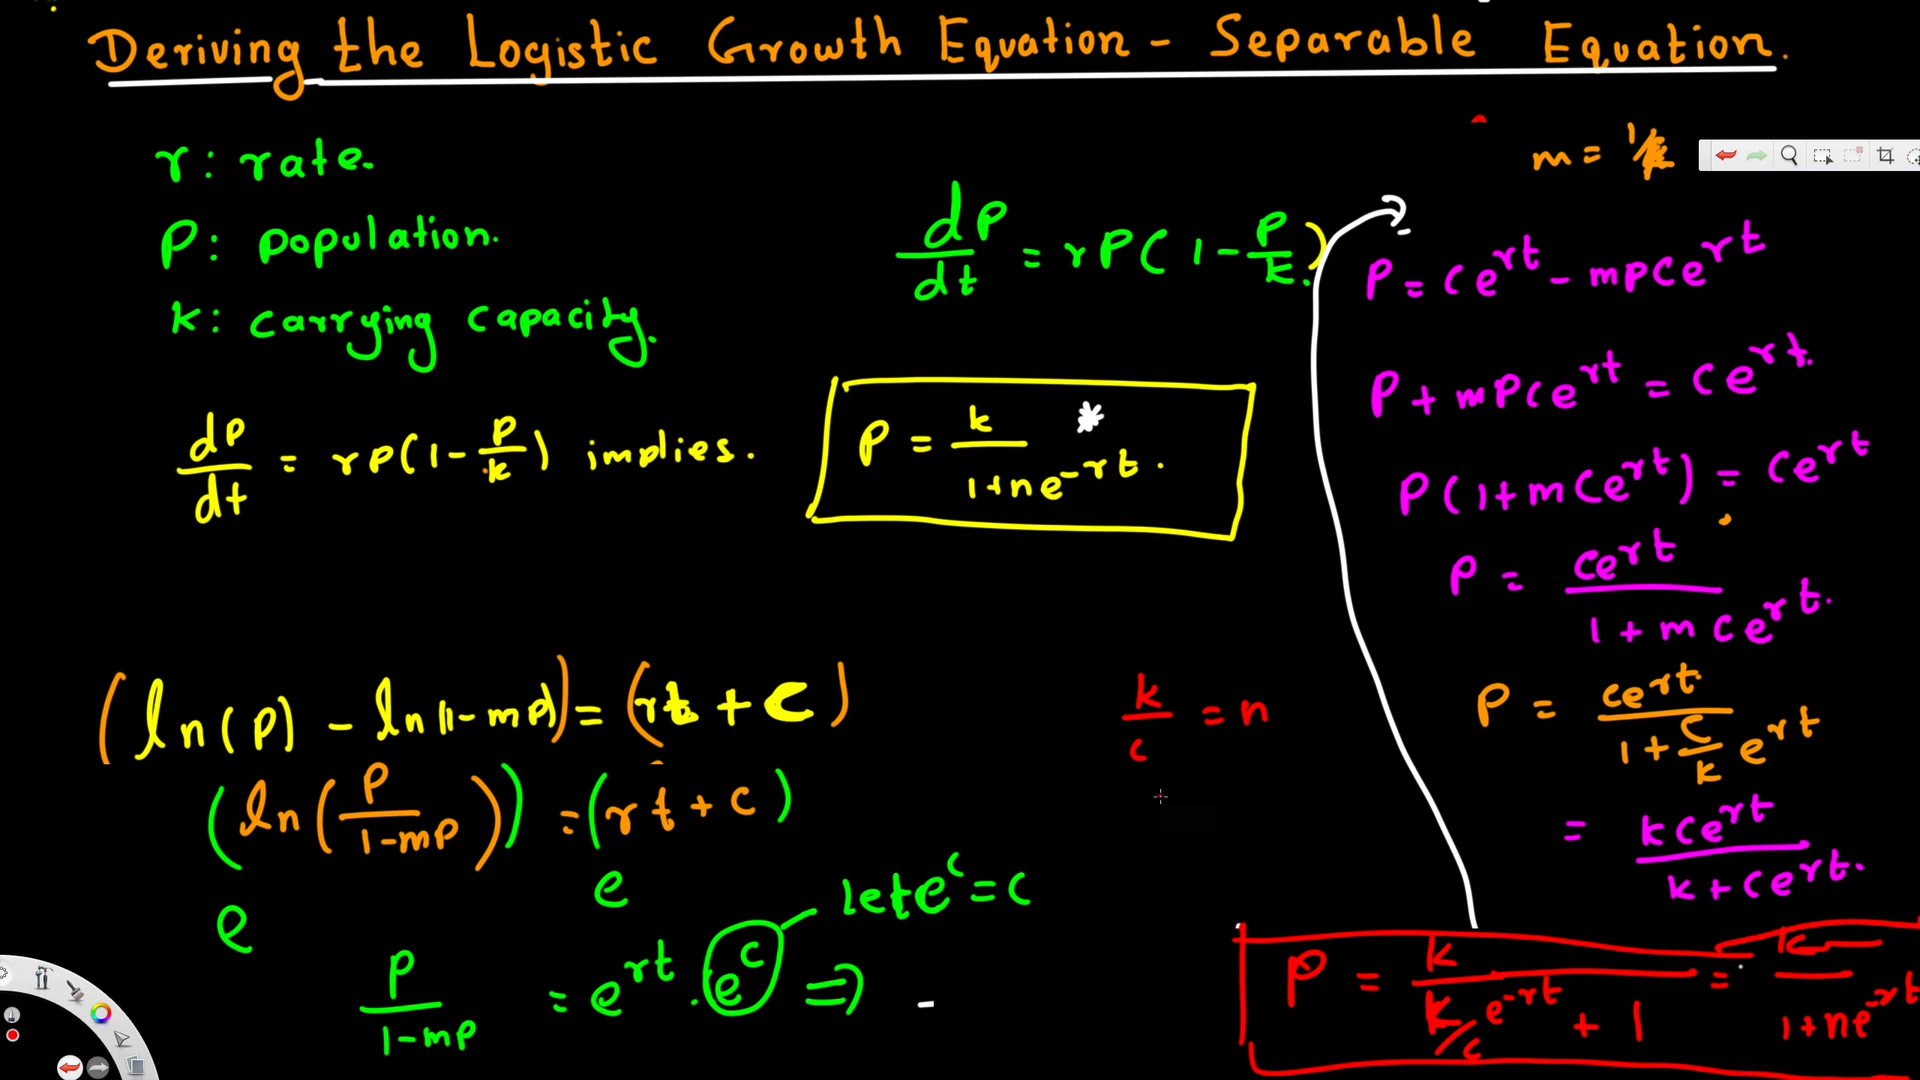 Deriving the Logistic Growth Equation - Separable Equation.
r: rate.
P: population.
k: carrying capacity.
dP/dt = rP(1 - P/k.)
dP/dt = rP(1 - P/k) implies.
P = k/(1+ne^-rt). *
(ln(P) - ln(1-mp)) = (rt + C)
(ln(P/(1-mp))) = (rt + c)
e e
P/(1-mp) = e^rt . e^c =>
let e^c = c
k/c = n
m = 1/k
P = Ce^rt - mPCe^rt
P + mPCe^rt = Ce^rt.
P(1+mCe^rt) = Ce^rt
P = Ce^rt/(1 + mCe^rt.)
P = Ce^rt/(1 + C/k e^rt)
= kCe^rt/(k + Ce^rt.)
P = k/(k/c e^-rt + 1) = k/(1+ne^-rt)